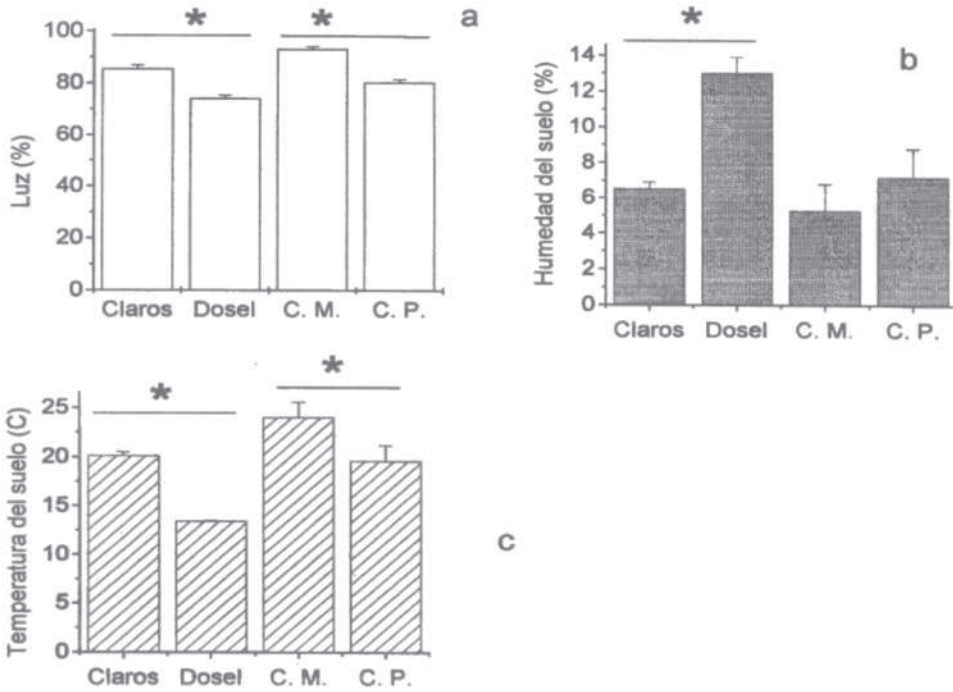 a
* *
Luz (%)
100
80
60
40
20
0
Claros Dosel C. M. C. P.
b
*
Humedad del suelo (%)
14
12
10
8
6
4
2
0
Claros Dosel C. M. C. P.
c
* *
Temperatura del suelo (C)
25
20
15
10
5
0
Claros Dosel C. M. C. P.